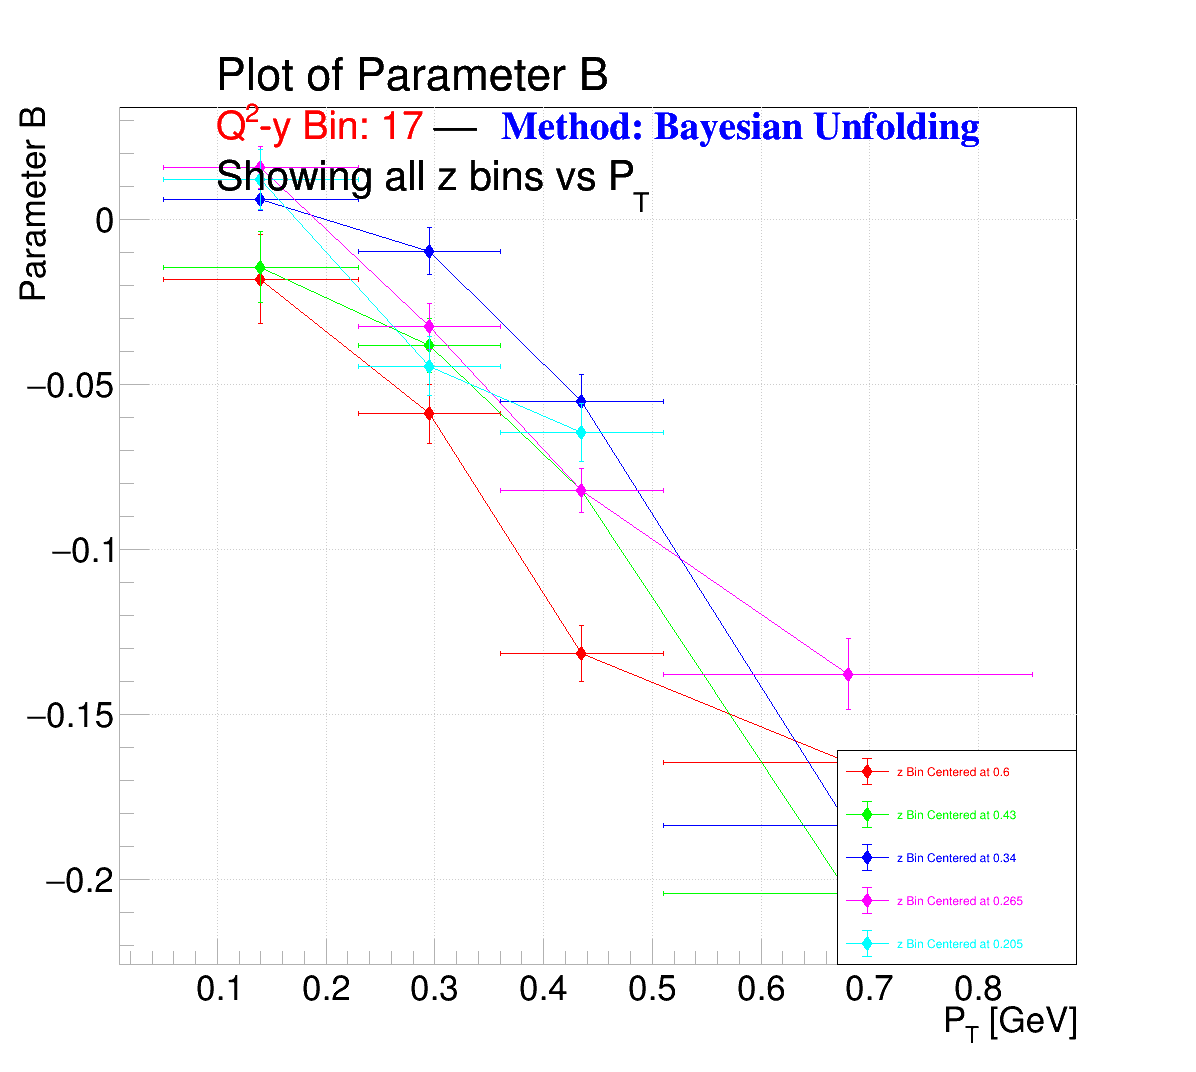 Plot of Parameter B
Q²-y Bin: 17 — Method: Bayesian Unfolding
Showing all z bins vs P_T
Parameter B
0
−0.05
−0.1
−0.15
−0.2
z Bin Centered at 0.6
z Bin Centered at 0.43
z Bin Centered at 0.34
z Bin Centered at 0.265
z Bin Centered at 0.205
0.1 0.2 0.3 0.4 0.5 0.6 0.7 0.8
P_T [GeV]